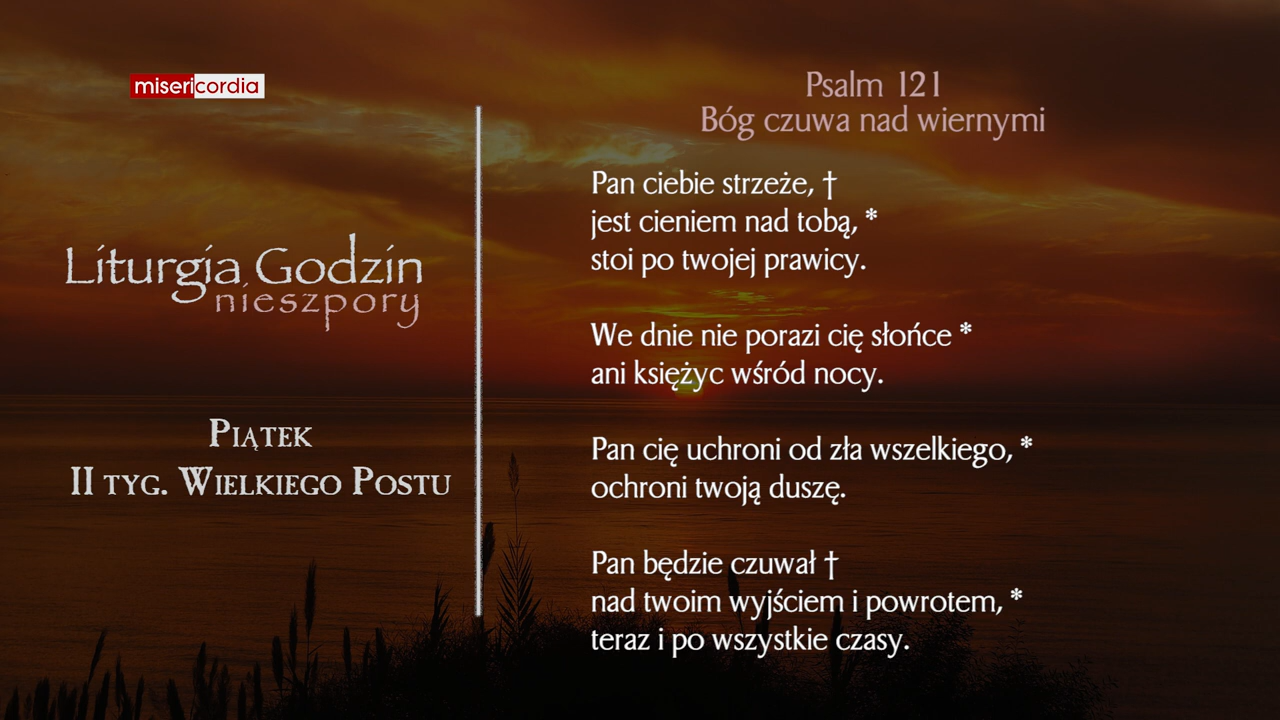 misericordia
Liturgia Godzin
nieszpory
Piątek
II tyg. Wielkiego Postu
Psalm 121
Bóg czuwa nad wiernymi
Pan ciebie strzeże, †
jest cieniem nad tobą, *
stoi po twojej prawicy.
We dnie nie porazi cię słońce *
ani księżyc wśród nocy.
Pan cię uchroni od zła wszelkiego, *
ochroni twoją duszę.
Pan będzie czuwał †
nad twoim wyjściem i powrotem, *
teraz i po wszystkie czasy.